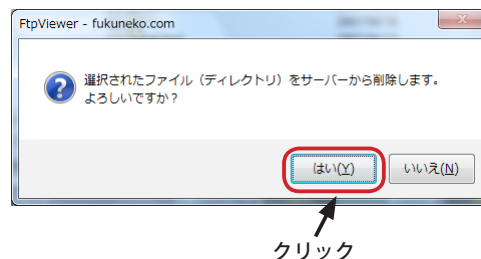 FtpViewer - fukuneko.com
選択されたファイル（ディレクトリ）をサーバーから削除します。
よろしいですか？
はい(Y) いいえ(N)
クリック